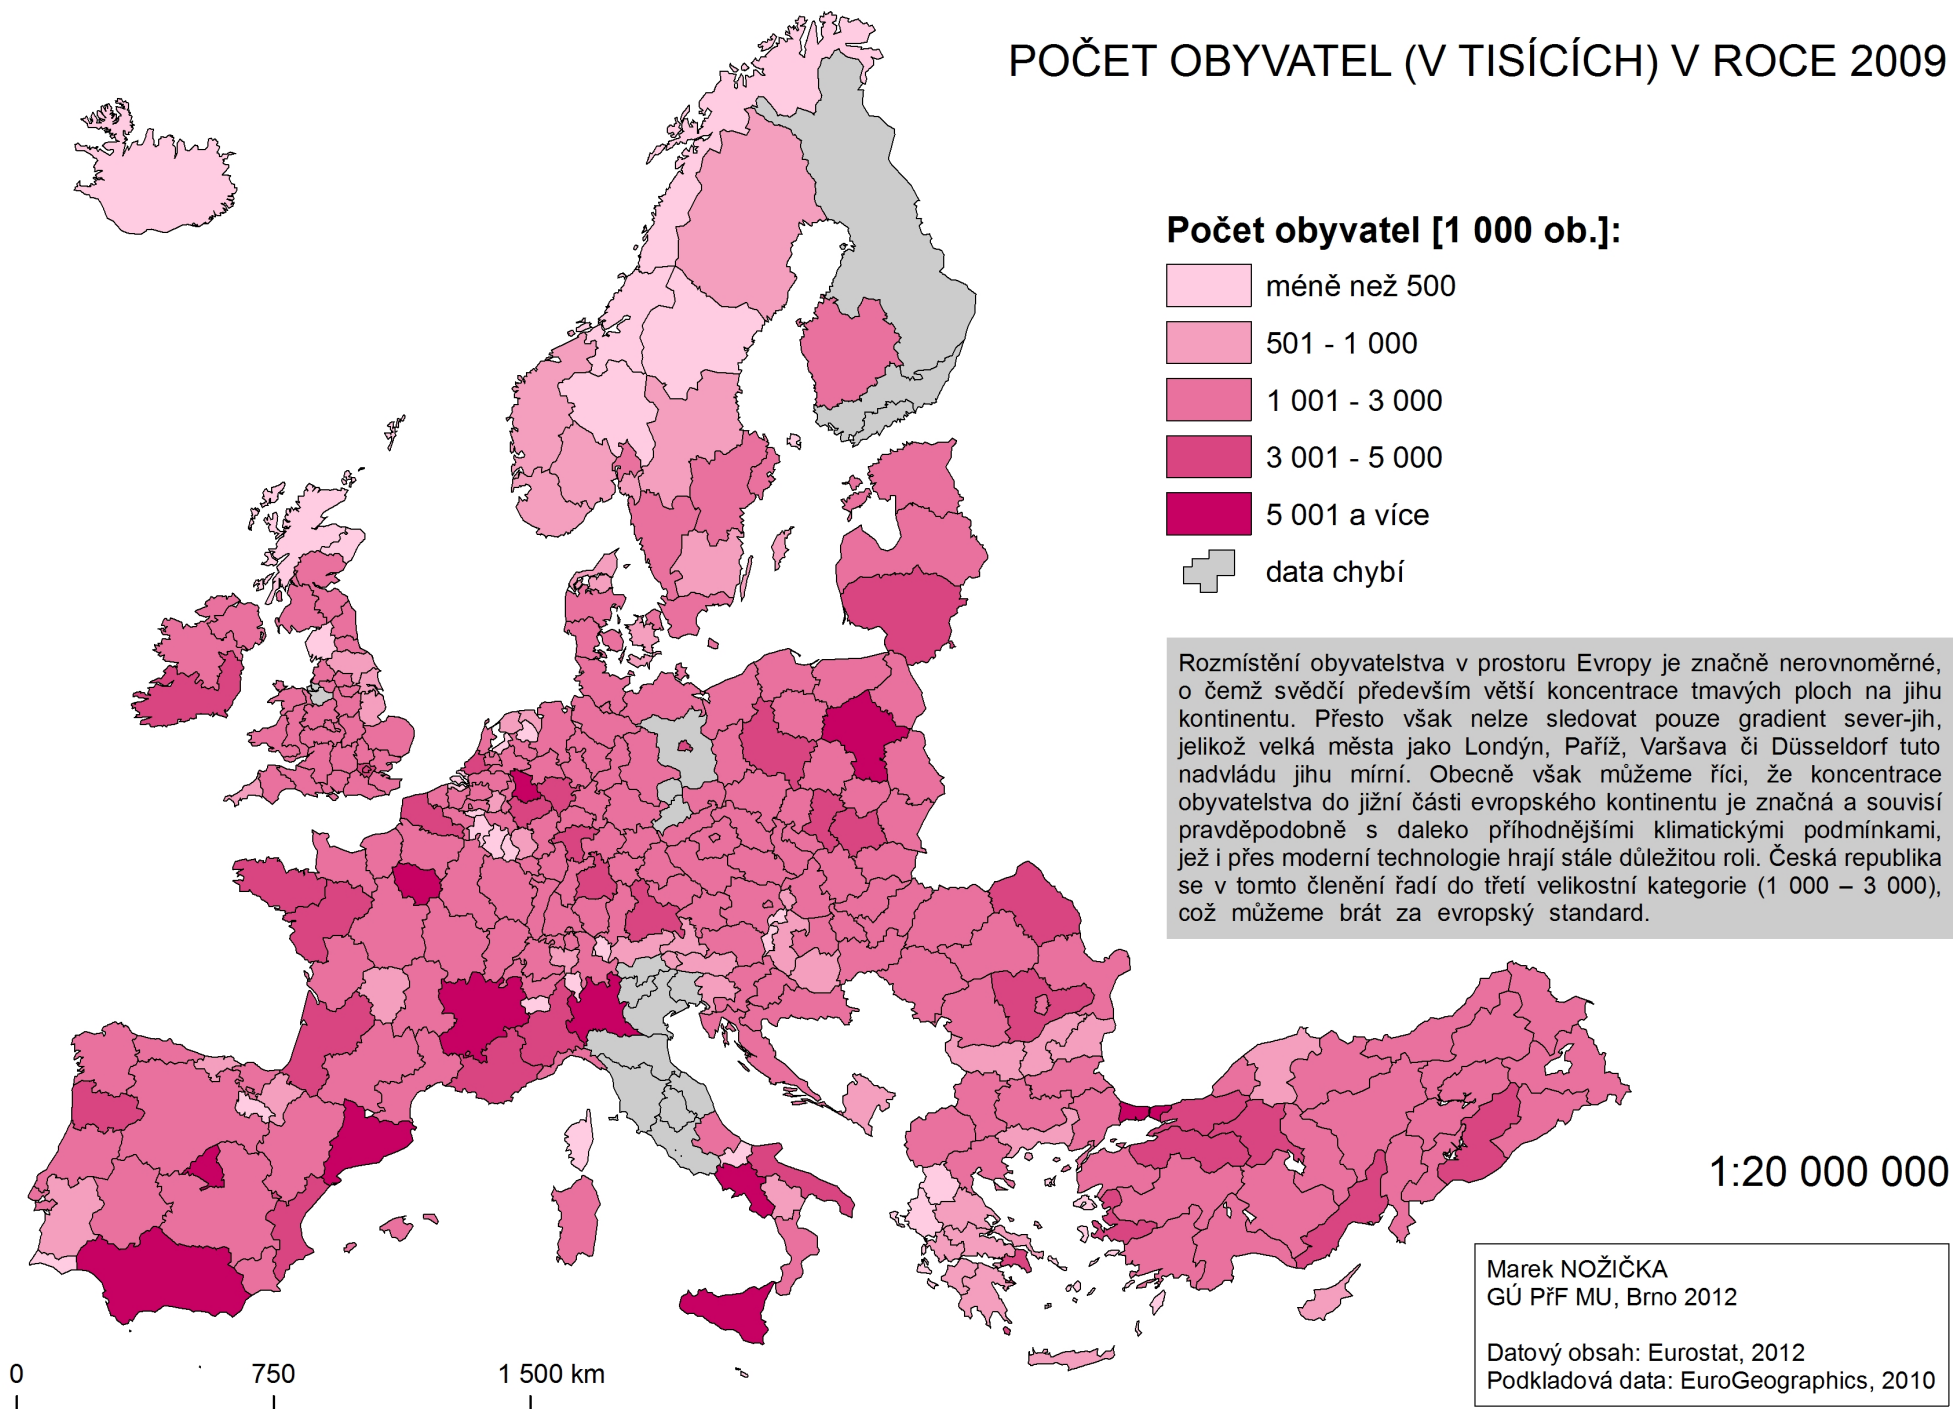 POČET OBYVATEL (V TISÍCÍCH) V ROCE 2009
Počet obyvatel [1 000 ob.]:
méně než 500
501 - 1 000
1 001 - 3 000
3 001 - 5 000
5 001 a více
data chybí
Rozmístění obyvatelstva v prostoru Evropy je značně nerovnoměrné,
o čemž svědčí především větší koncentrace tmavých ploch na jihu
kontinentu. Přesto však nelze sledovat pouze gradient sever-jih,
jelikož velká města jako Londýn, Paříž, Varšava či Düsseldorf tuto
nadvládu jihu mírní. Obecně však můžeme říci, že koncentrace
obyvatelstva do jižní části evropského kontinentu je značná a souvisí
pravděpodobně s daleko příhodnějšími klimatickými podmínkami,
jež i přes moderní technologie hrají stále důležitou roli. Česká republika
se v tomto členění řadí do třetí velikostní kategorie (1 000 – 3 000),
což můžeme brát za evropský standard.
1:20 000 000
Marek NOŽIČKA
GÚ PřF MU, Brno 2012
Datový obsah: Eurostat, 2012
Podkladová data: EuroGeographics, 2010
0 750 1 500 km